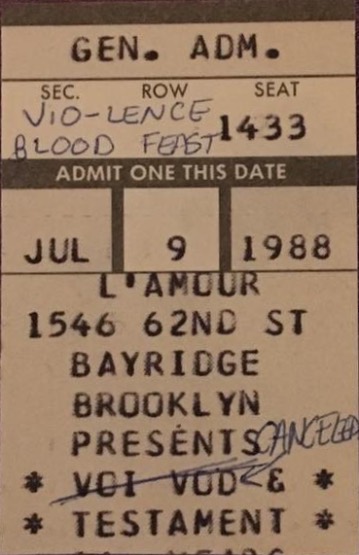 GEN. ADM.
SEC. ROW SEAT
VIO-LENCE
BLOOD FEAST 1433
ADMIT ONE THIS DATE
JUL 9 1988
L'AMOUR
1546 62ND ST
BAYRIDGE
BROOKLYN
PRESENTS CANCELED
* VOI VOD & *
* TESTAMENT *